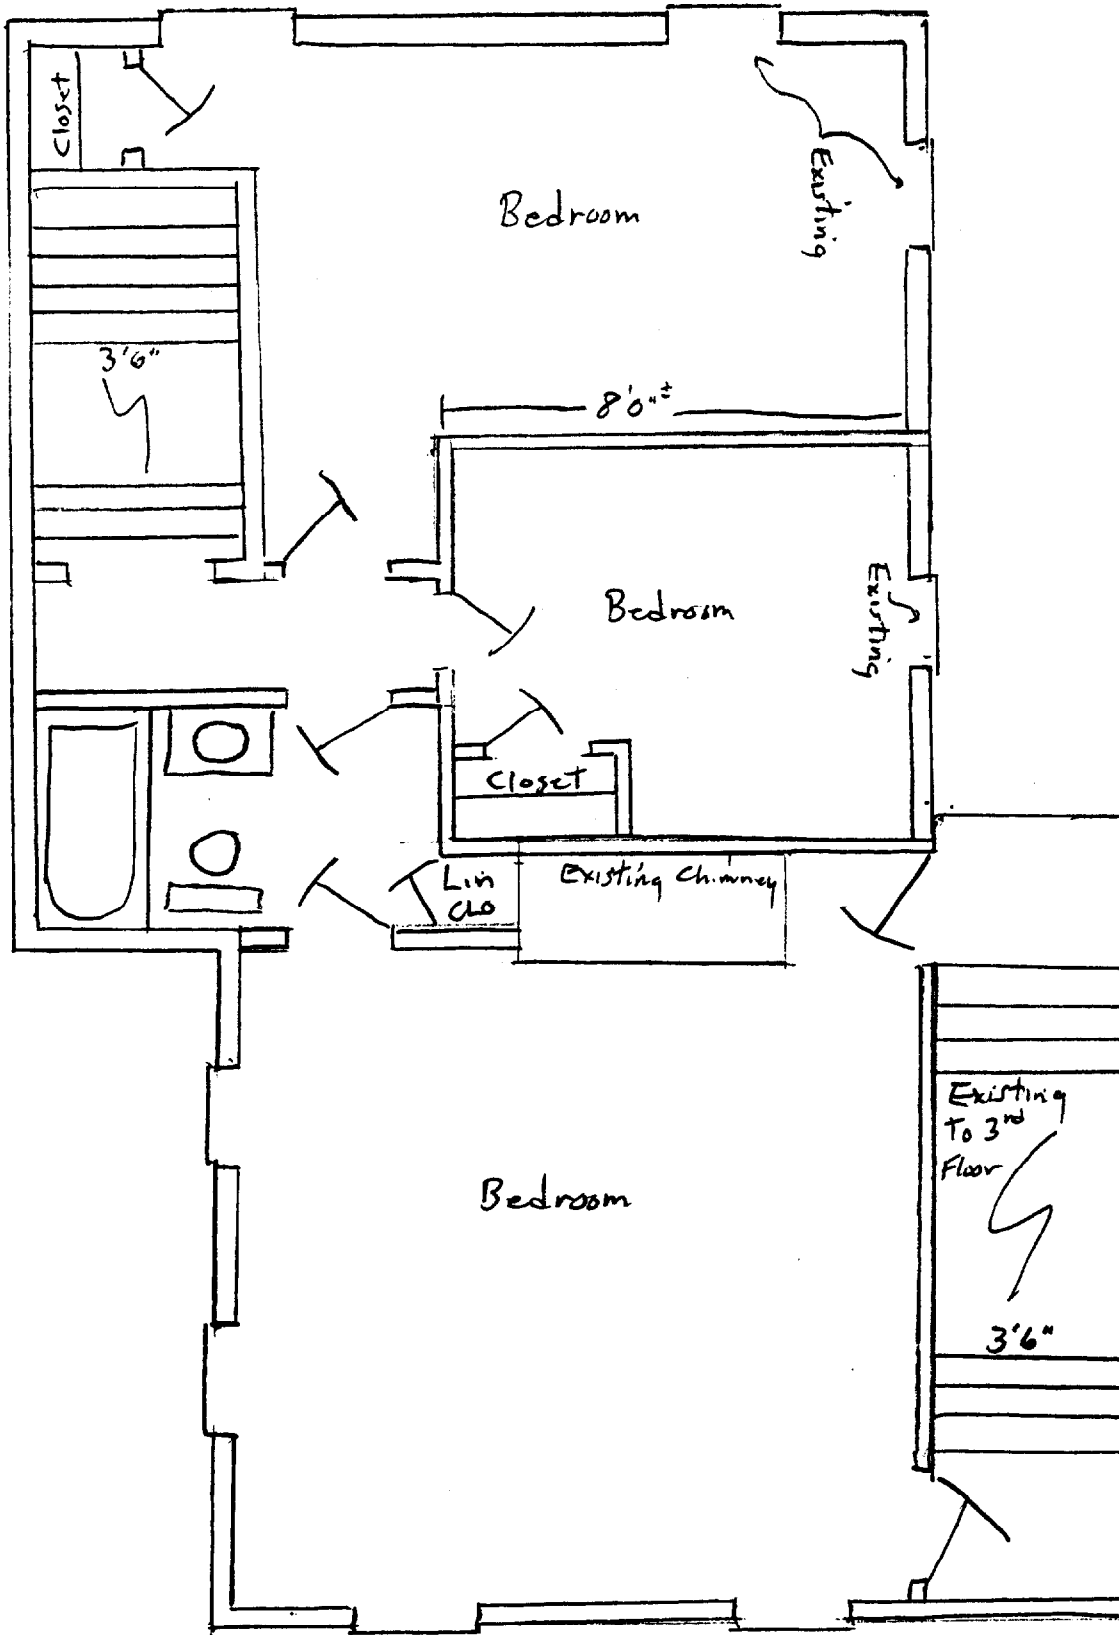 Closet
Bedroom
Existing
3'6"
8'0"±
Bedroom
Existing
Closet
Lin
CLO
Existing Chimney
Existing
To 3rd
Floor
Bedroom
3'6"